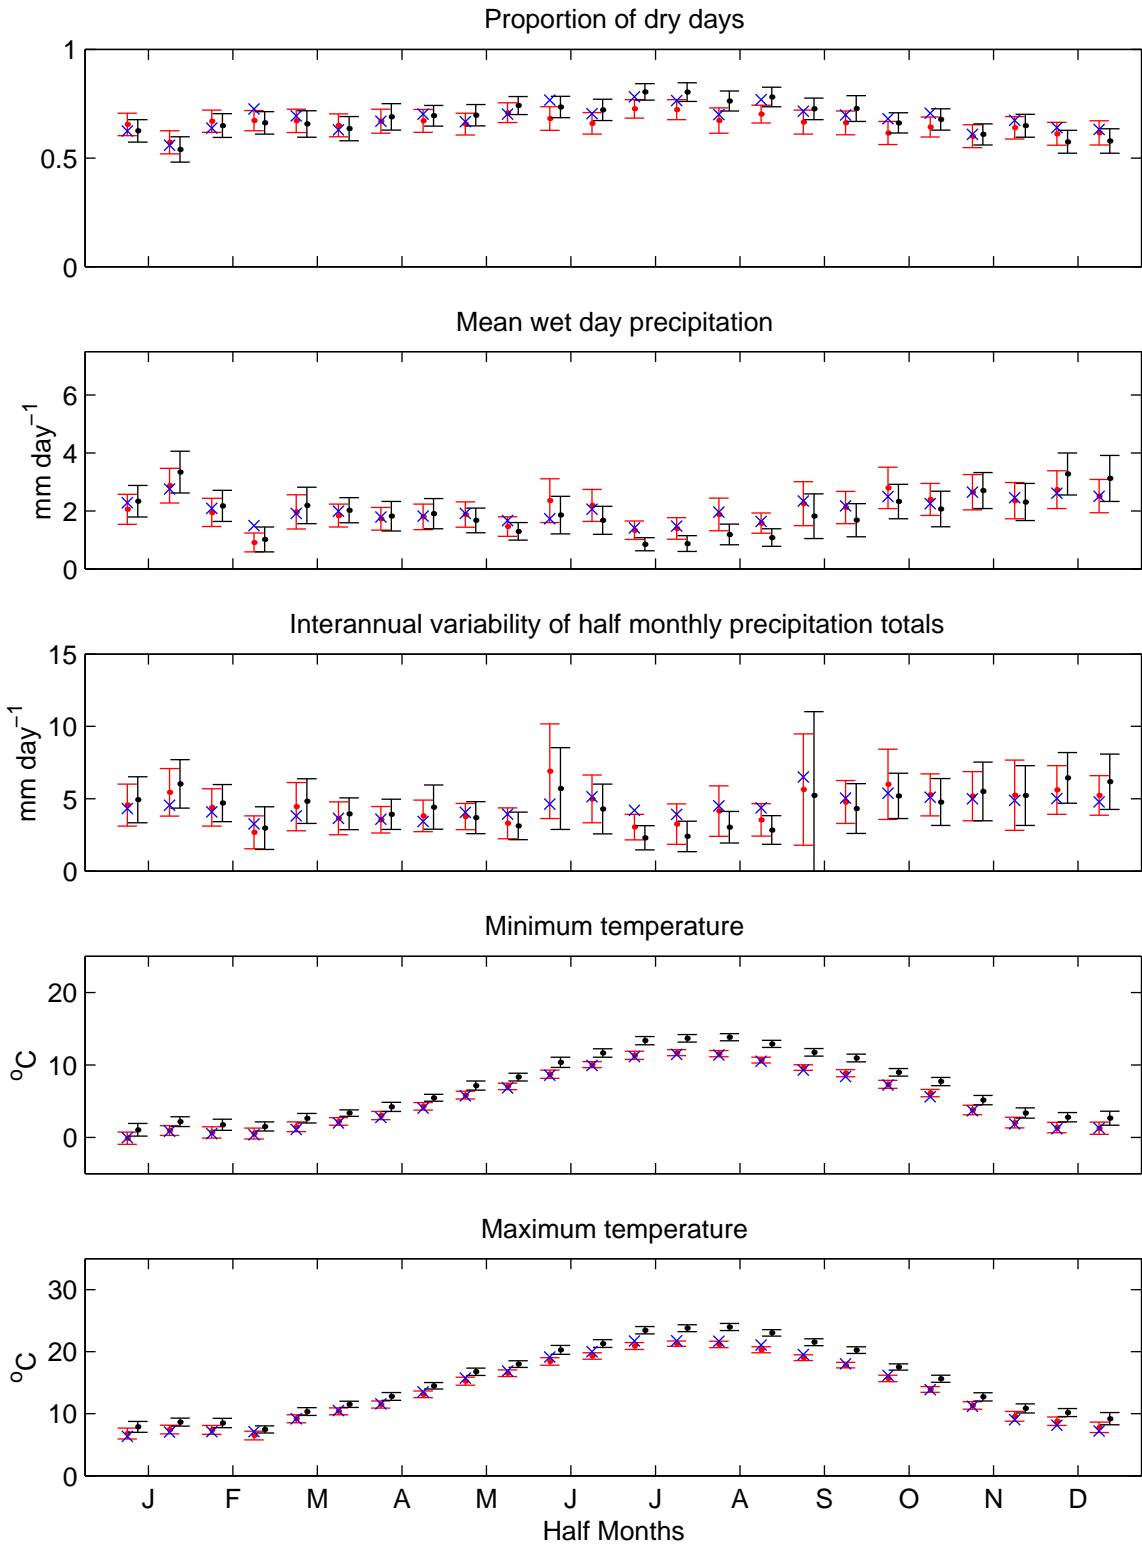 Proportion of dry days
1
0.5
0
Mean wet day precipitation
mm day⁻¹
6
4
2
0
Interannual variability of half monthly precipitation totals
mm day⁻¹
15
10
5
0
Minimum temperature
ºC
20
10
0
Maximum temperature
ºC
30
20
10
0
J F M A M J J A S O N D
Half Months